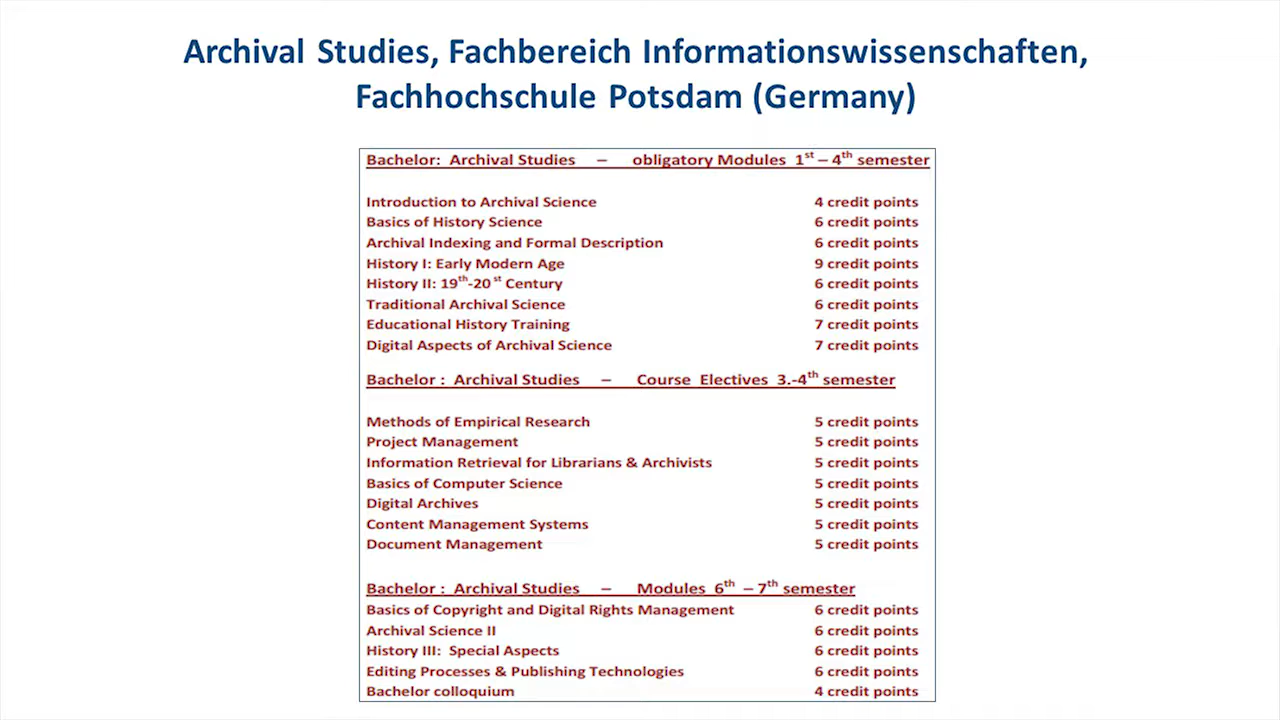 Archival Studies, Fachbereich Informationswissenschaften,
Fachhochschule Potsdam (Germany)
Bachelor: Archival Studies – obligatory Modules 1st – 4th semester
Introduction to Archival Science 4 credit points
Basics of History Science 6 credit points
Archival Indexing and Formal Description 6 credit points
History I: Early Modern Age 9 credit points
History II: 19th-20 st Century 6 credit points
Traditional Archival Science 6 credit points
Educational History Training 7 credit points
Digital Aspects of Archival Science 7 credit points
Bachelor : Archival Studies – Course Electives 3.-4th semester
Methods of Empirical Research 5 credit points
Project Management 5 credit points
Information Retrieval for Librarians & Archivists 5 credit points
Basics of Computer Science 5 credit points
Digital Archives 5 credit points
Content Management Systems 5 credit points
Document Management 5 credit points
Bachelor : Archival Studies – Modules 6th – 7th semester
Basics of Copyright and Digital Rights Management 6 credit points
Archival Science II 6 credit points
History III: Special Aspects 6 credit points
Editing Processes & Publishing Technologies 6 credit points
Bachelor colloquium 4 credit points